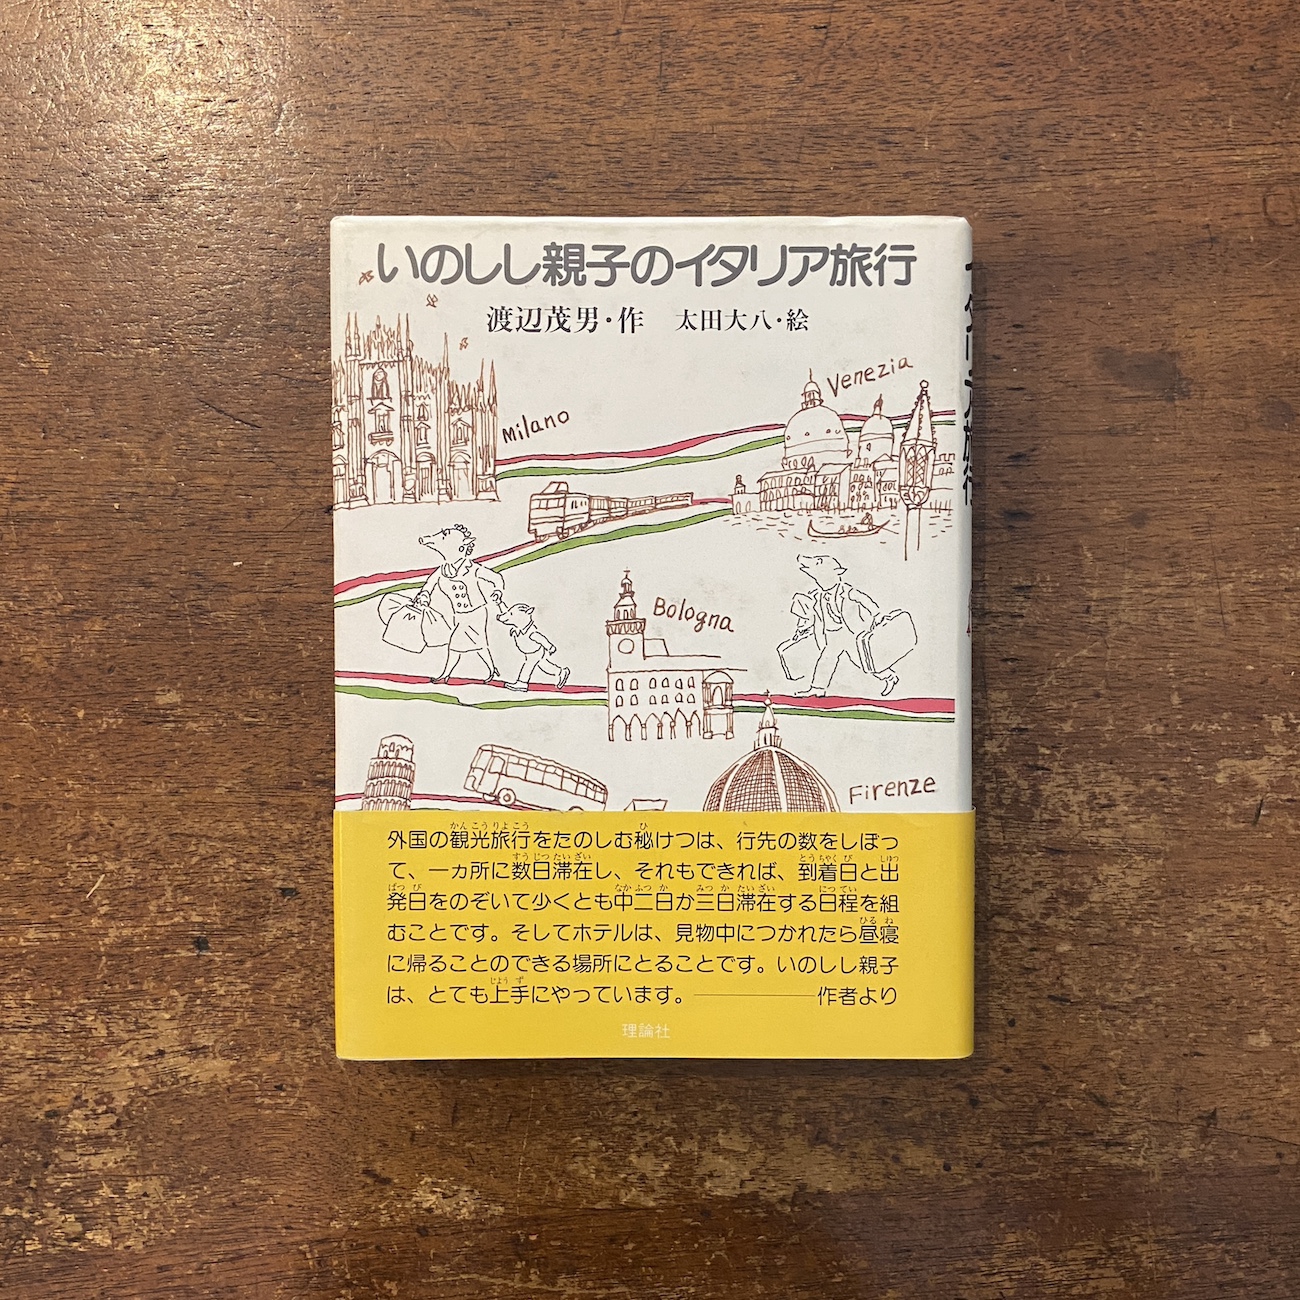 いのしし親子のイタリア旅行
渡辺茂男・作 太田大八・絵
Milano
Venezia
Bologna
Firenze
外国の観光旅行をたのしむ秘けつは、行先の数をしぼっ
て、一ヵ所に数日滞在し、それもできれば、到着日と出
発日をのぞいて少くとも中二日か三日滞在する日程を組
むことです。そしてホテルは、見物中につかれたら昼寝
に帰ることのできる場所にとることです。いのしし親子
は、とても上手にやっています。————作者より
理論社